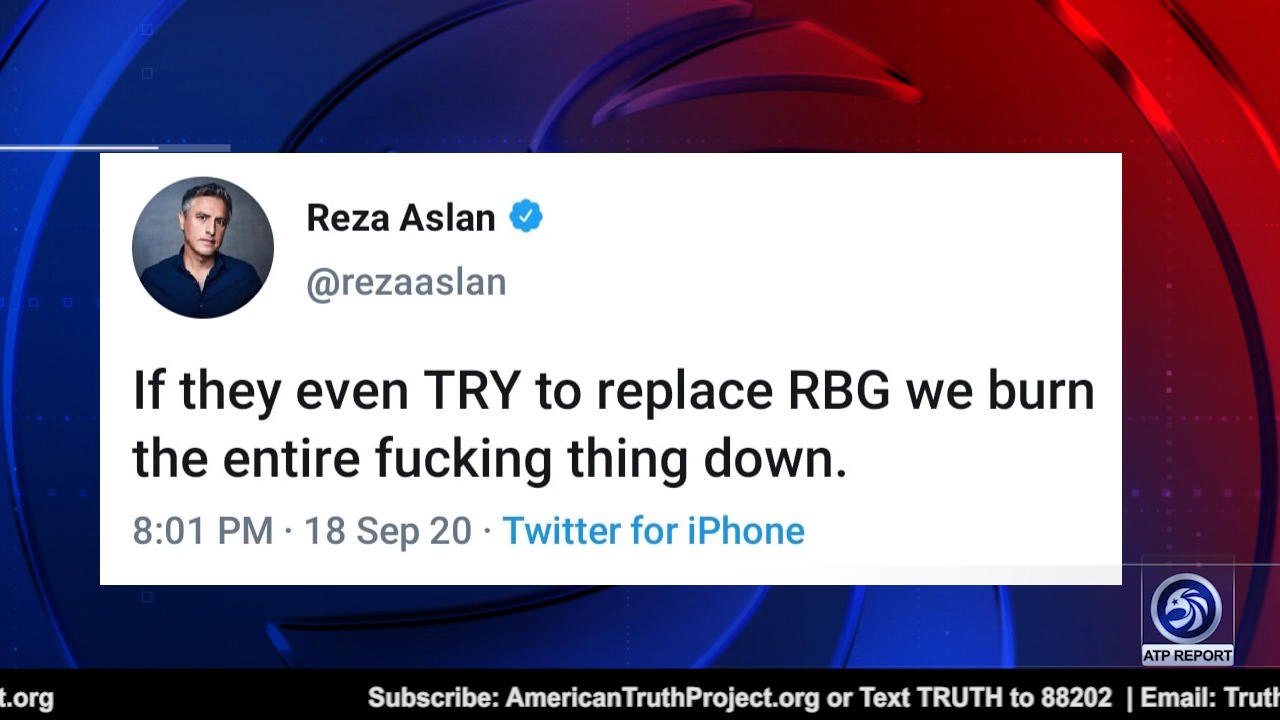 Reza Aslan
@rezaaslan
If they even TRY to replace RBG we burn
the entire fucking thing down.
8:01 PM · 18 Sep 20 · Twitter for iPhone
ATP REPORT
t.org Subscribe: AmericanTruthProject.org or Text TRUTH to 88202 | Email: Truth